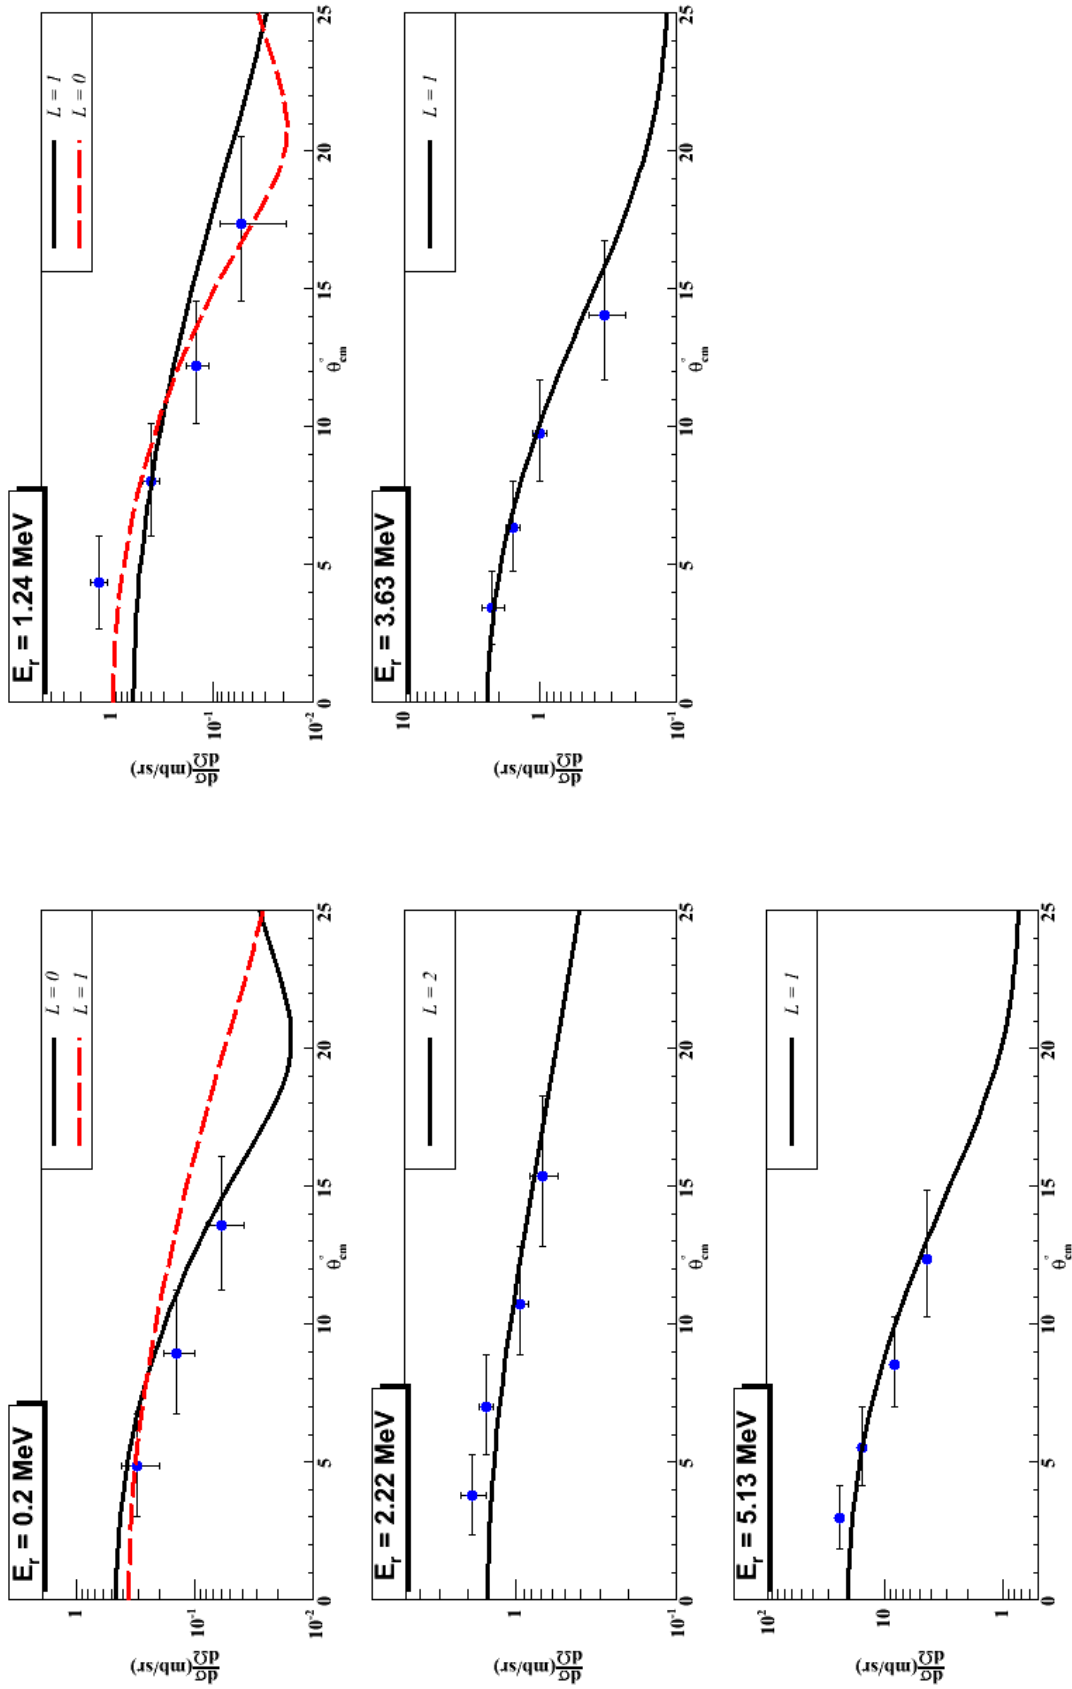 E_r = 0.2 MeV
L = 0
L = 1
1
10^-1
10^-2
0 5 10 15 20 25
dσ/dΩ (mb/sr)
θ°_cm
E_r = 1.24 MeV
L = 1
L = 0
1
10^-1
10^-2
0 5 10 15 20 25
dσ/dΩ (mb/sr)
θ°_cm
E_r = 2.22 MeV
L = 2
1
10^-1
0 5 10 15 20 25
dσ/dΩ (mb/sr)
θ°_cm
E_r = 3.63 MeV
L = 1
10
1
10^-1
0 5 10 15 20 25
dσ/dΩ (mb/sr)
θ°_cm
E_r = 5.13 MeV
L = 1
10^2
10
1
0 5 10 15 20 25
dσ/dΩ (mb/sr)
θ°_cm